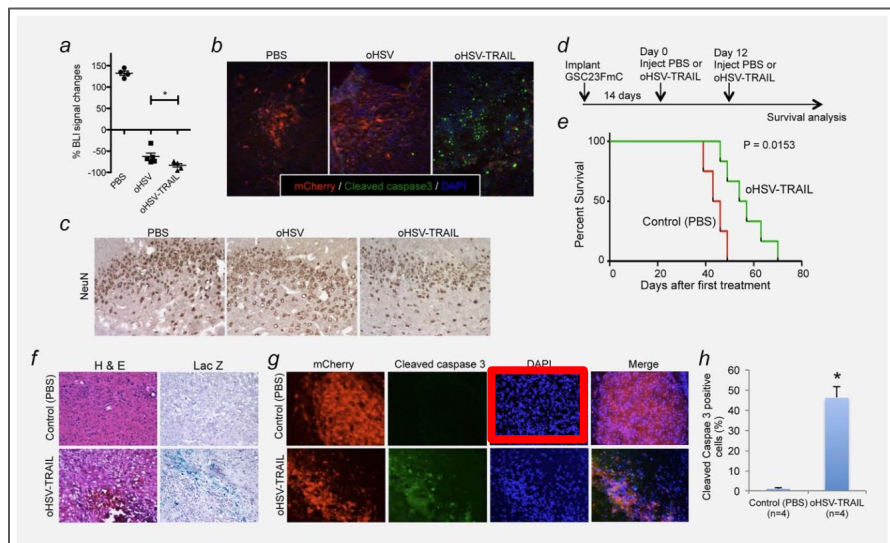 a
% BLI signal changes
150
100
50
0
-50
-100
*
PBS
oHSV
oHSV-TRAIL
b
PBS oHSV oHSV-TRAIL
mCherry / Cleaved caspase3 / DAPI
c
PBS oHSV oHSV-TRAIL
NeuN
d
Implant
GSC23FmC
14 days
Day 0
Inject PBS or
oHSV-TRAIL
Day 12
Inject PBS or
oHSV-TRAIL
Survival analysis
e
P = 0.0153
oHSV-TRAIL
Control (PBS)
Percent Survival
100
50
0
0 20 40 60 80
Days after first treatment
f
H & E Lac Z
Control (PBS)
oHSV-TRAIL
g
mCherry Cleaved caspase 3 DAPI Merge
Control (PBS)
oHSV-TRAIL
h
Cleaved Caspae 3 positive
cells (%)
60
50
40
30
20
10
0
*
Control (PBS) oHSV-TRAIL
(n=4) (n=4)